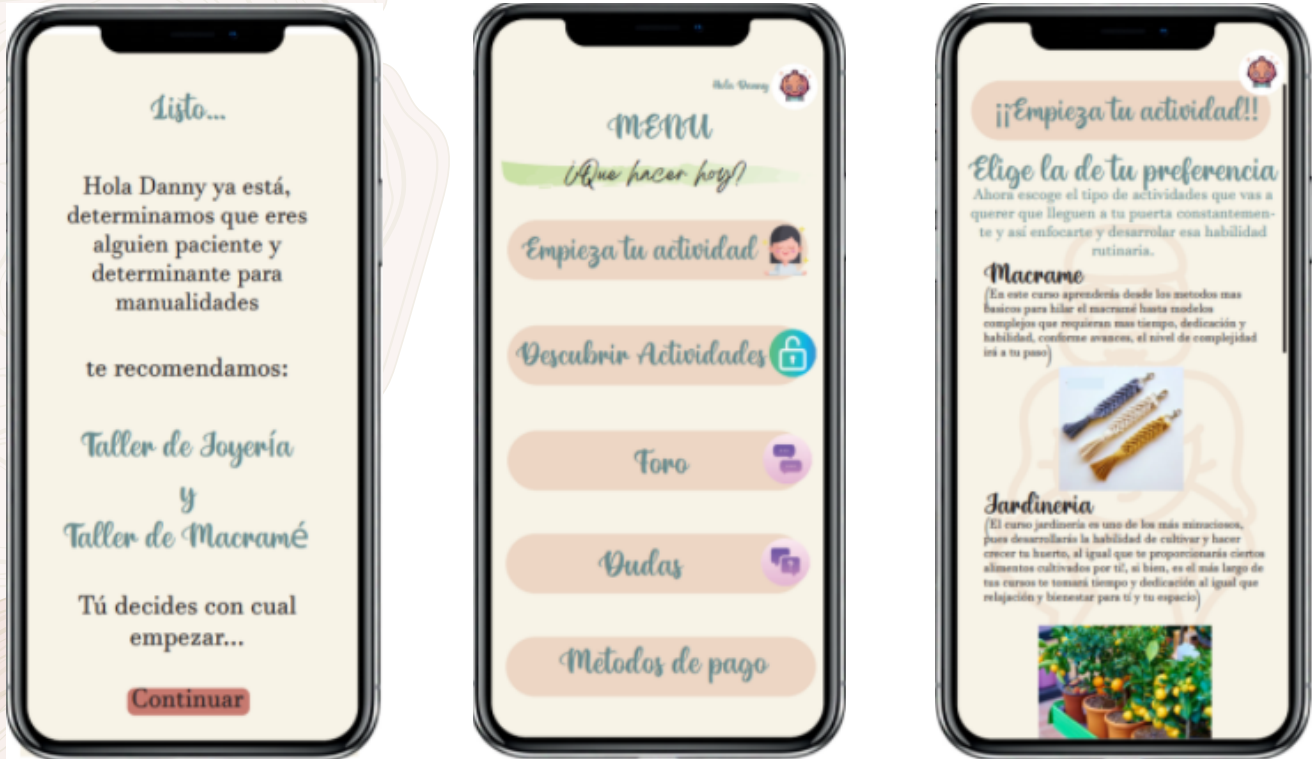 Listo...
Hola Danny ya está,
determinamos que eres
alguien paciente y
determinante para
manualidades
te recomendamos:
Taller de Joyería
y
Taller de Macramé
Tú decides con cual
empezar...
Continuar
Hola Danny
MENU
¿Que hacer hoy?
Empieza tu actividad
Descubrir Actividades
Foro
Dudas
Metodos de pago
¡¡Empieza tu actividad!!
Elige la de tu preferencia
Ahora escoge el tipo de actividades que vas a
querer que lleguen a tu puerta constantemen-
te y así enfocarte y desarrolar esa habilidad
rutinaria.
Macrame
(En este curso aprenderás desde los metodos mas
basicos para hilar el macramé hasta modelos
complejos que requieran mas tiempo, dedicación y
habilidad, conforme avances, el nivel de complejidad
irá a tu paso)
Jardineria
(El curso jardinería es uno de los más minuciosos,
pues desarrollarás la habilidad de cultivar y hacer
crecer tu huerto, al igual que te proporcionarás ciertos
alimentos cultivados por ti!, si bien, es el más largo de
tus cursos te tomará tiempo y dedicación al igual que
relajación y bienestar para ti y tu espacio)